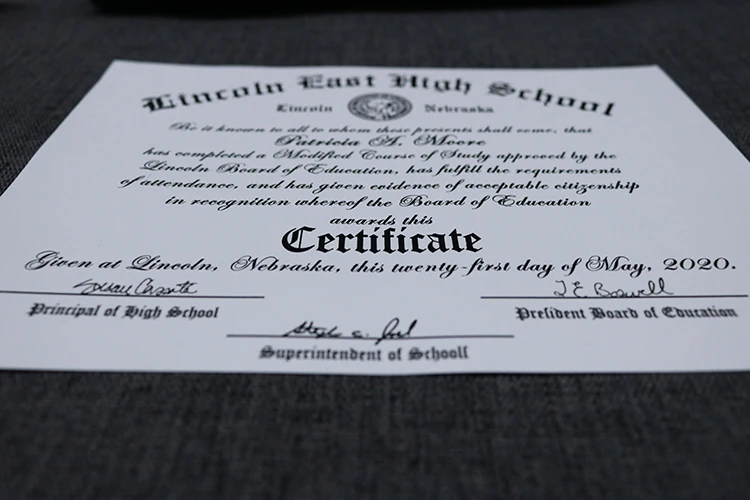 Lincoln East High School
Lincoln Nebraska
Be it known to all to whom these presents shall come, that
Patricia A. Moore
has completed a Modified Course of Study approved by the
Lincoln Board of Education, has fulfill the requirements
of attendance, and has given evidence of acceptable citizenship
in recognition whereof the Board of Education
awards this
Certificate
Given at Lincoln, Nebraska, this twenty-first day of May, 2020.
Principal of High School
J E Boswell
President Board of Education
Superintendent of Schooll